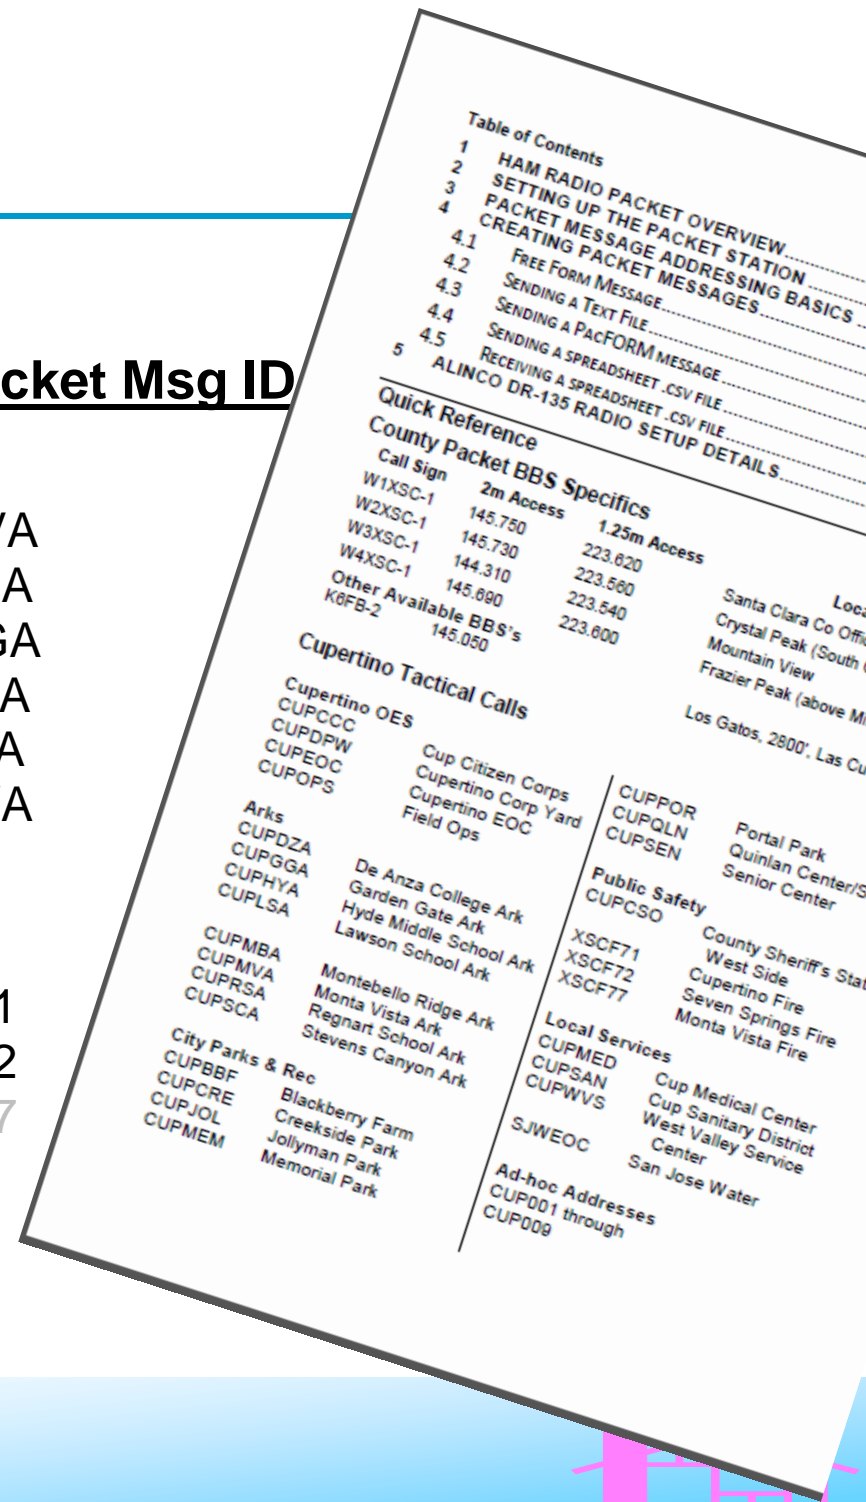 cket Msg ID
VA
A
GA
A
A
A
1
2
7
Table of Contents
1 HAM RADIO PACKET OVERVIEW
2 SETTING UP THE PACKET STATION
3 PACKET MESSAGE ADDRESSING BASICS
4 CREATING PACKET MESSAGES
4.1 FREE FORM MESSAGE
4.2 SENDING A TEXT FILE
4.3 SENDING A PACFORM MESSAGE
4.4 SENDING A SPREADSHEET .CSV FILE
4.5 RECEIVING A SPREADSHEET .CSV FILE
5 ALINCO DR-135 RADIO SETUP DETAILS
Quick Reference
County Packet BBS Specifics
Call Sign 2m Access 1.25m Access Loca
W1XSC-1 145.750 223.620 Santa Clara Co Offi
W2XSC-1 145.730 223.560 Crystal Peak (South
W3XSC-1 144.310 223.540 Mountain View
W4XSC-1 145.690 223.600 Frazier Peak (above Mi
Other Available BBS's
K6FB-2 145.050 Los Gatos, 2800', Las Cu
Cupertino Tactical Calls
Cupertino OES
CUPCCC Cup Citizen Corps
CUPDPW Cupertino Corp Yard
CUPEOC Cupertino EOC
CUPOPS Field Ops
Arks
CUPDZA De Anza College Ark
CUPGGA Garden Gate Ark
CUPHYA Hyde Middle School Ark
CUPLSA Lawson School Ark
CUPMBA Montebello Ridge Ark
CUPMVA Monta Vista Ark
CUPRSA Regnart School Ark
CUPSCA Stevens Canyon Ark
City Parks & Rec
CUPBBF Blackberry Farm
CUPCRE Creekside Park
CUPJOL Jollyman Park
CUPMEM Memorial Park
CUPPOR Portal Park
CUPQLN Quinlan Center/S
CUPSEN Senior Center
Public Safety
CUPCSO County Sheriff's Stat
West Side
XSCF71 Cupertino Fire
XSCF72 Seven Springs Fire
XSCF77 Monta Vista Fire
Local Services
CUPMED Cup Medical Center
CUPSAN Cup Sanitary District
CUPWVS West Valley Service
Center
SJWEOC San Jose Water
Ad-hoc Addresses
CUP001 through
CUP009